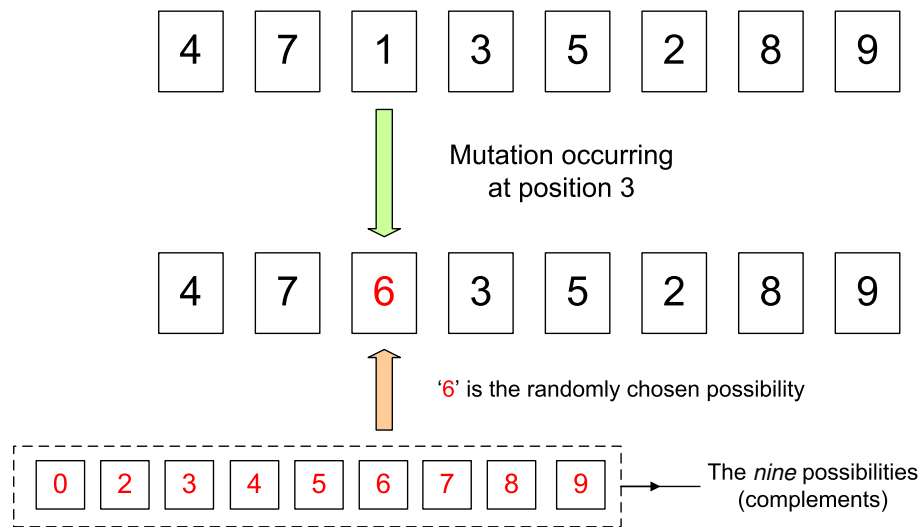 4 7 1 3 5 2 8 9
Mutation occurring
at position 3
4 7 6 3 5 2 8 9
‘6’ is the randomly chosen possibility
0 2 3 4 5 6 7 8 9
The nine possibilities
(complements)